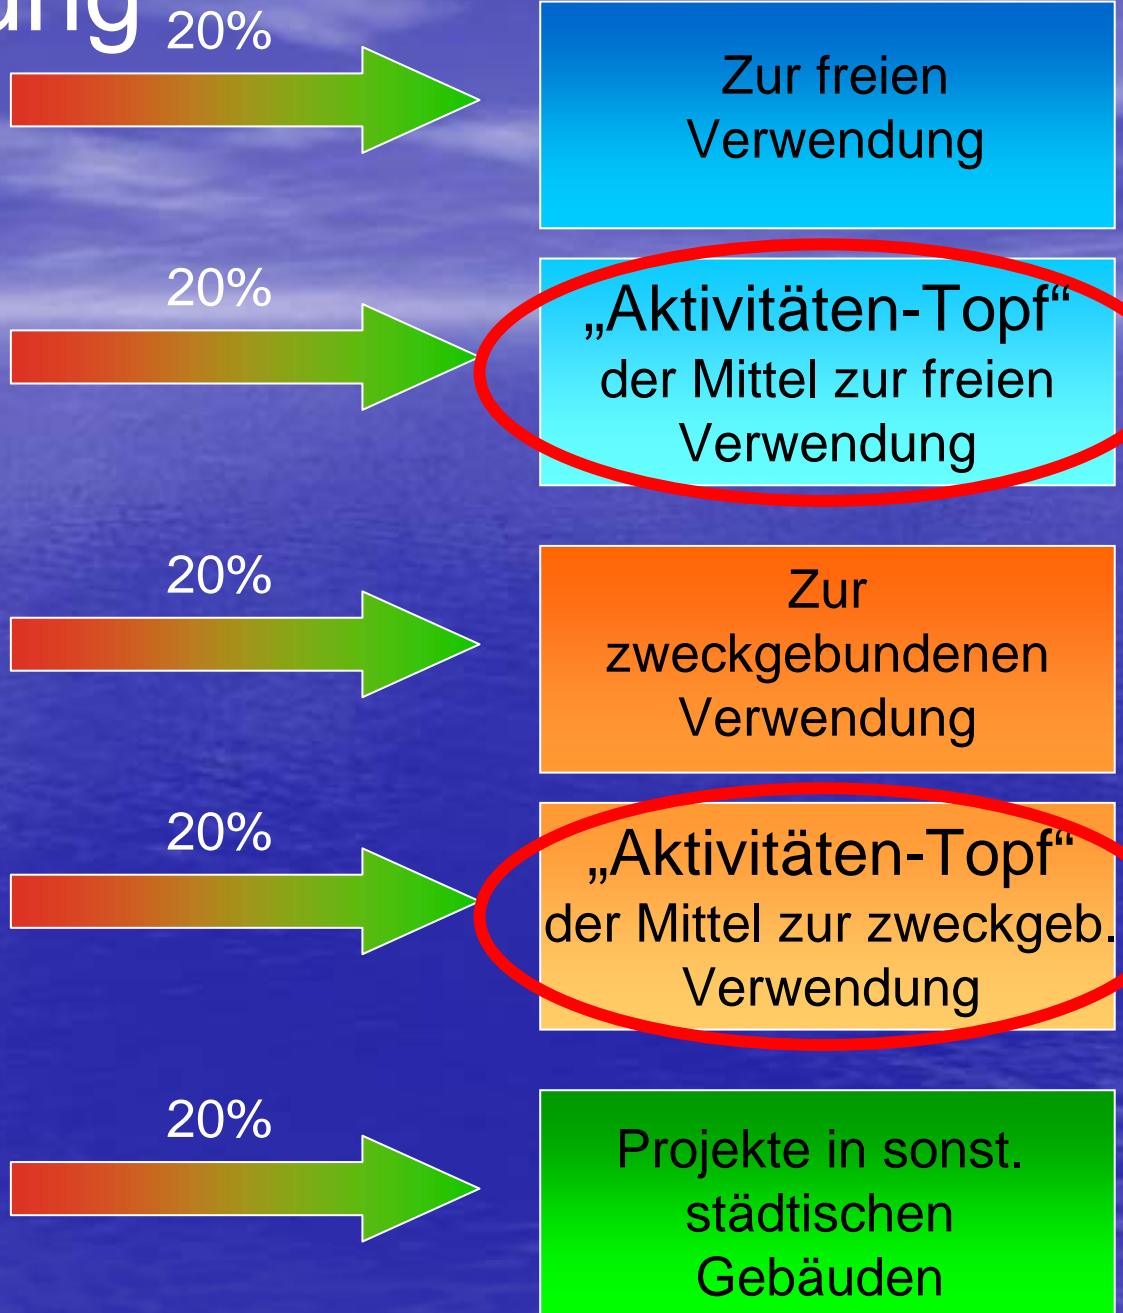 20%
Zur freien
Verwendung
20%
„Aktivitäten-Topf“
der Mittel zur freien
Verwendung
20%
Zur
zweckgebundenen
Verwendung
20%
„Aktivitäten-Topf“
der Mittel zur zweckgeb.
Verwendung
20%
Projekte in sonst.
städtischen
Gebäuden